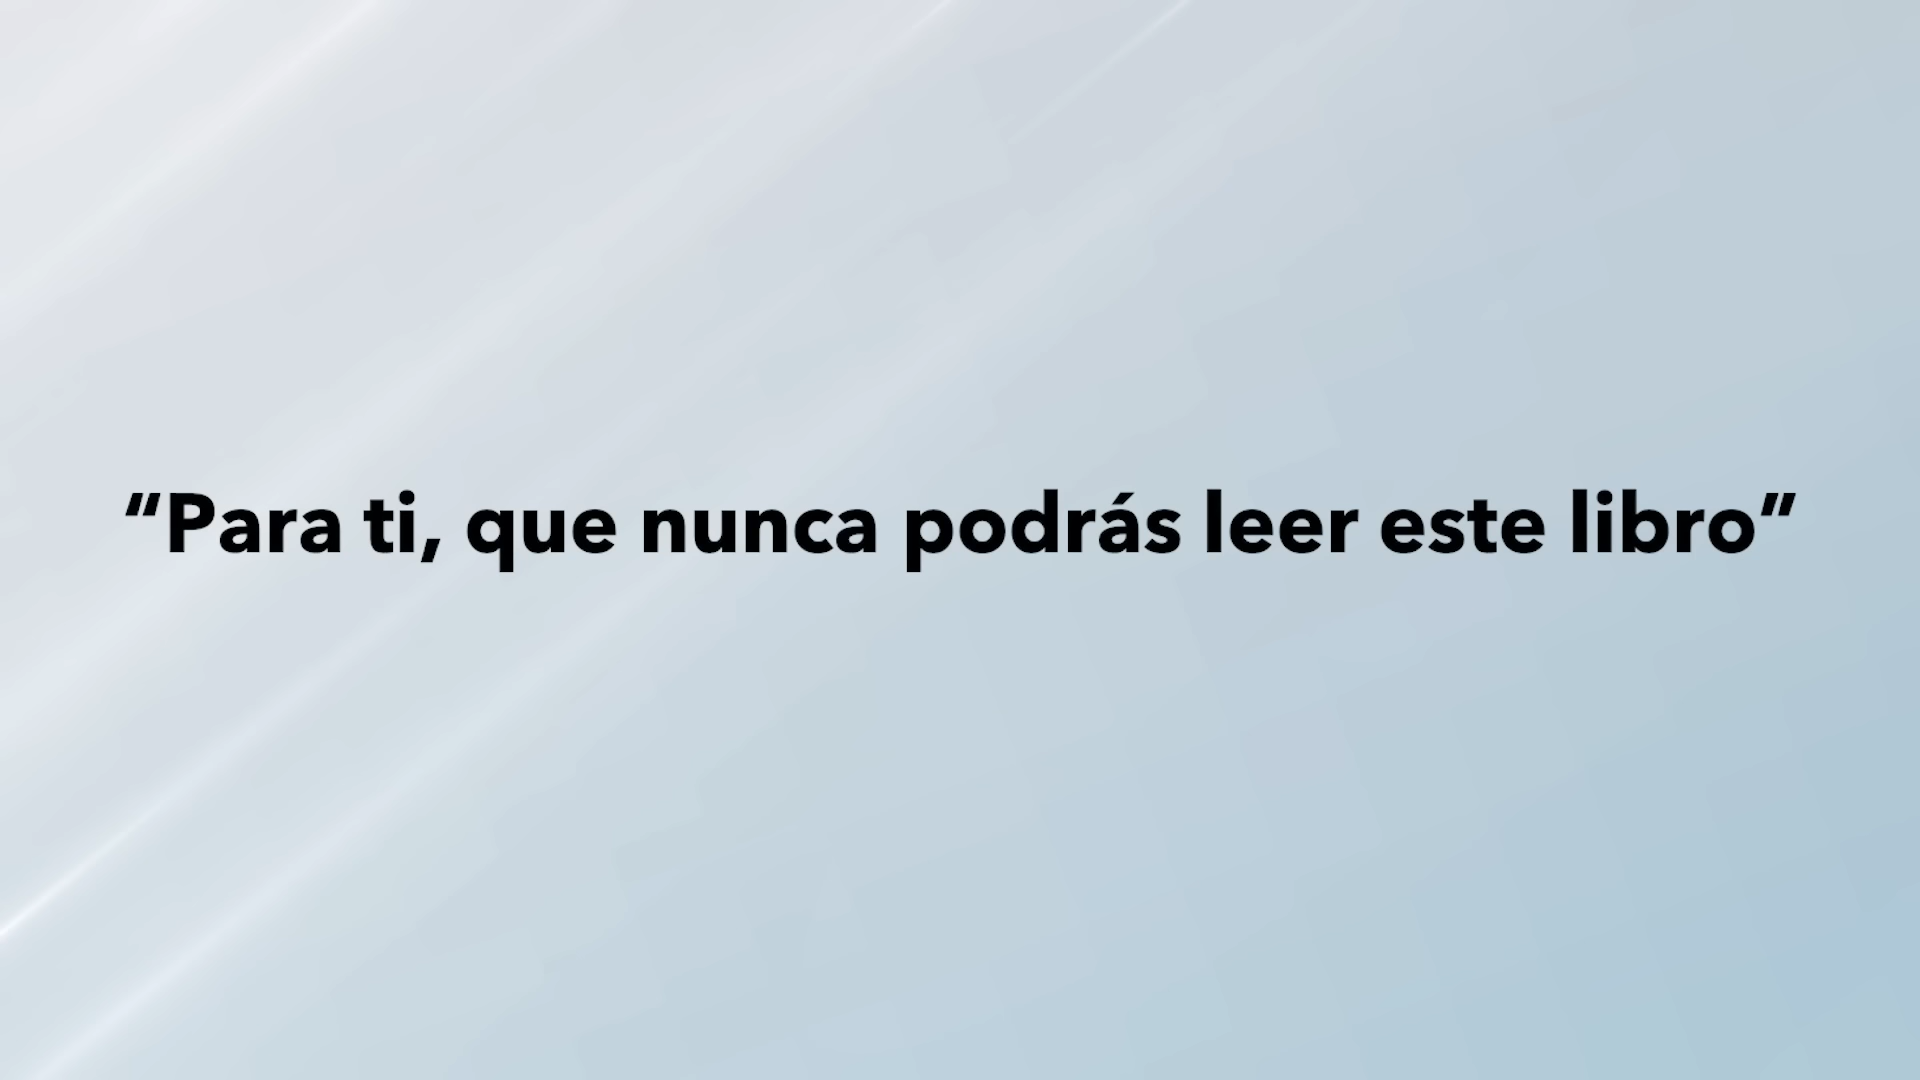 “Para ti, que nunca podrás leer este libro”